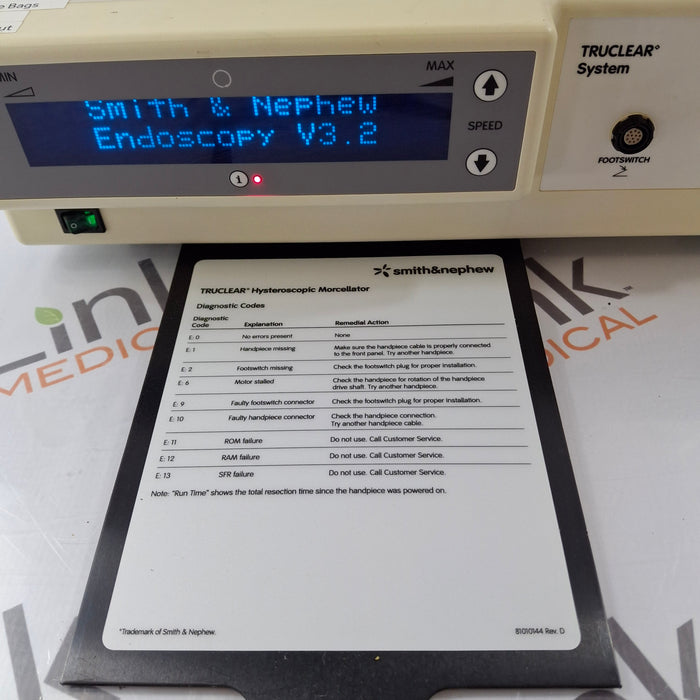 Bags
ut
MIN
MAX
Smith & Nephew
Endoscopy V3.2
SPEED
i
TRUCLEAR°
System
FOOTSWITCH
smith&nephew
TRUCLEAR° Hysteroscopic Morcellator
Diagnostic Codes
Diagnostic
Code Explanation Remedial Action
E: 0 No errors present None
E: 1 Handpiece missing Make sure the handpiece cable is properly connected
to the front panel. Try another handpiece.
E: 2 Footswitch missing Check the footswitch plug for proper installation.
E: 6 Motor stalled Check the handpiece for rotation of the handpiece
drive shaft. Try another handpiece.
E: 9 Faulty footswitch connector Check the footswitch plug for proper installation.
E: 10 Faulty handpiece connector Check the handpiece connection.
Try another handpiece cable.
E: 11 ROM failure Do not use. Call Customer Service.
E: 12 RAM failure Do not use. Call Customer Service.
E: 13 SFR failure Do not use. Call Customer Service.
Note: "Run Time" shows the total resection time since the handpiece was powered on.
°Trademark of Smith & Nephew.
81010144 Rev. D
Link
MEDICAL